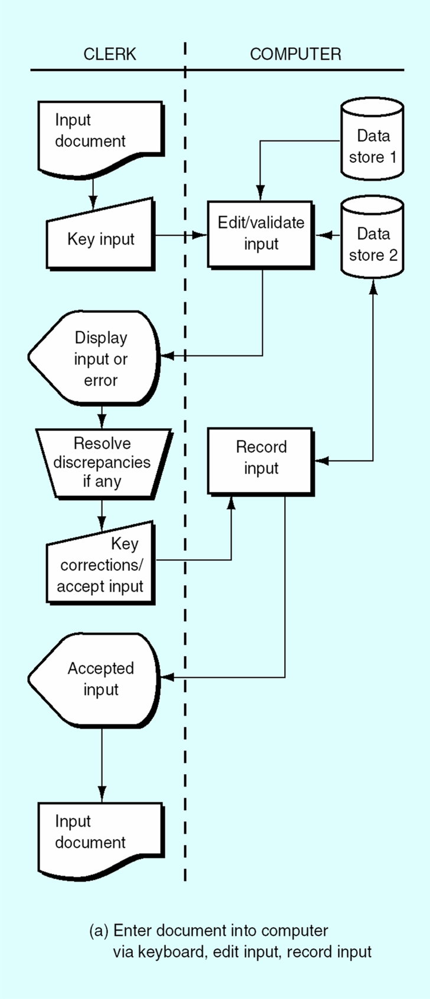 CLERK
COMPUTER
Input
document
Data
store 1
Key input
Edit/validate
input
Data
store 2
Display
input or
error
Resolve
discrepancies
if any
Record
input
Key
corrections/
accept input
Accepted
input
Input
document
(a) Enter document into computer
via keyboard, edit input, record input